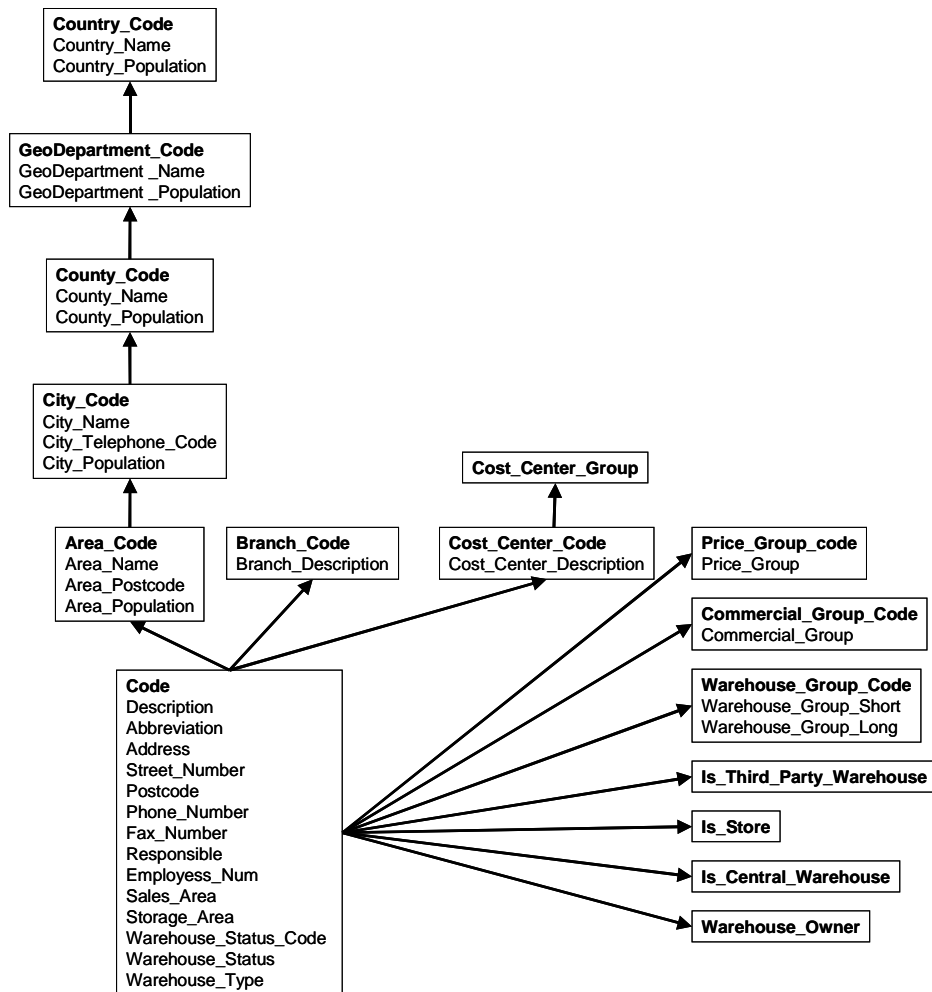 Country_Code
Country_Name
Country_Population
GeoDepartment_Code
GeoDepartment _Name
GeoDepartment _Population
County_Code
County_Name
County_Population
City_Code
City_Name
City_Telephone_Code
City_Population
Cost_Center_Group
Area_Code
Area_Name
Area_Postcode
Area_Population
Branch_Code
Branch_Description
Cost_Center_Code
Cost_Center_Description
Price_Group_code
Price_Group
Commercial_Group_Code
Commercial_Group
Warehouse_Group_Code
Warehouse_Group_Short
Warehouse_Group_Long
Is_Third_Party_Warehouse
Is_Store
Is_Central_Warehouse
Warehouse_Owner
Code
Description
Abbreviation
Address
Street_Number
Postcode
Phone_Number
Fax_Number
Responsible
Employess_Num
Sales_Area
Storage_Area
Warehouse_Status_Code
Warehouse_Status
Warehouse_Type